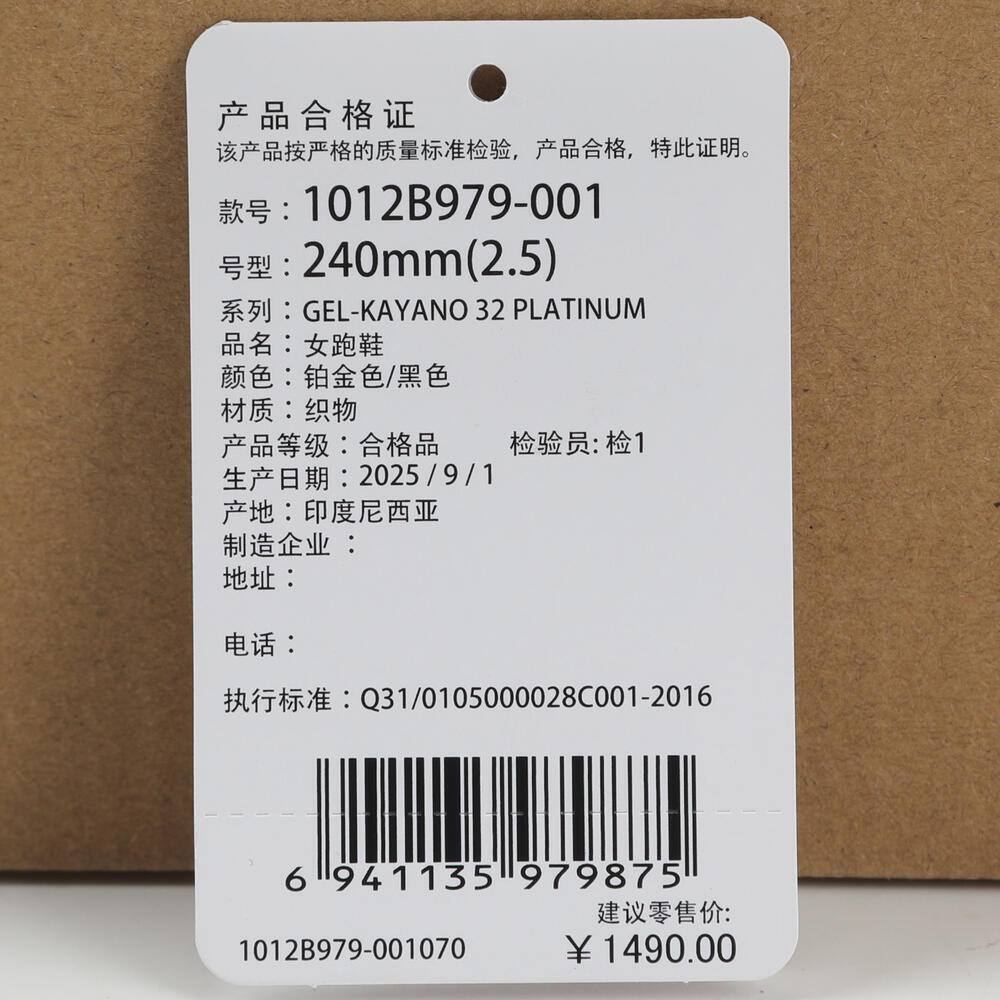 产品合格证
该产品按严格的质量标准检验，产品合格，特此证明。
款号：1012B979-001
号型：240mm(2.5)
系列：GEL-KAYANO 32 PLATINUM
品名：女跑鞋
颜色：铂金色/黑色
材质：织物
产品等级：合格品 检验员: 检1
生产日期：2025 / 9 / 1
产地：印度尼西亚
制造企业：
地址：
电话：
执行标准：Q31/0105000028C001-2016
6 941135 979875
建议零售价:
1012B979-001070 ￥1490.00